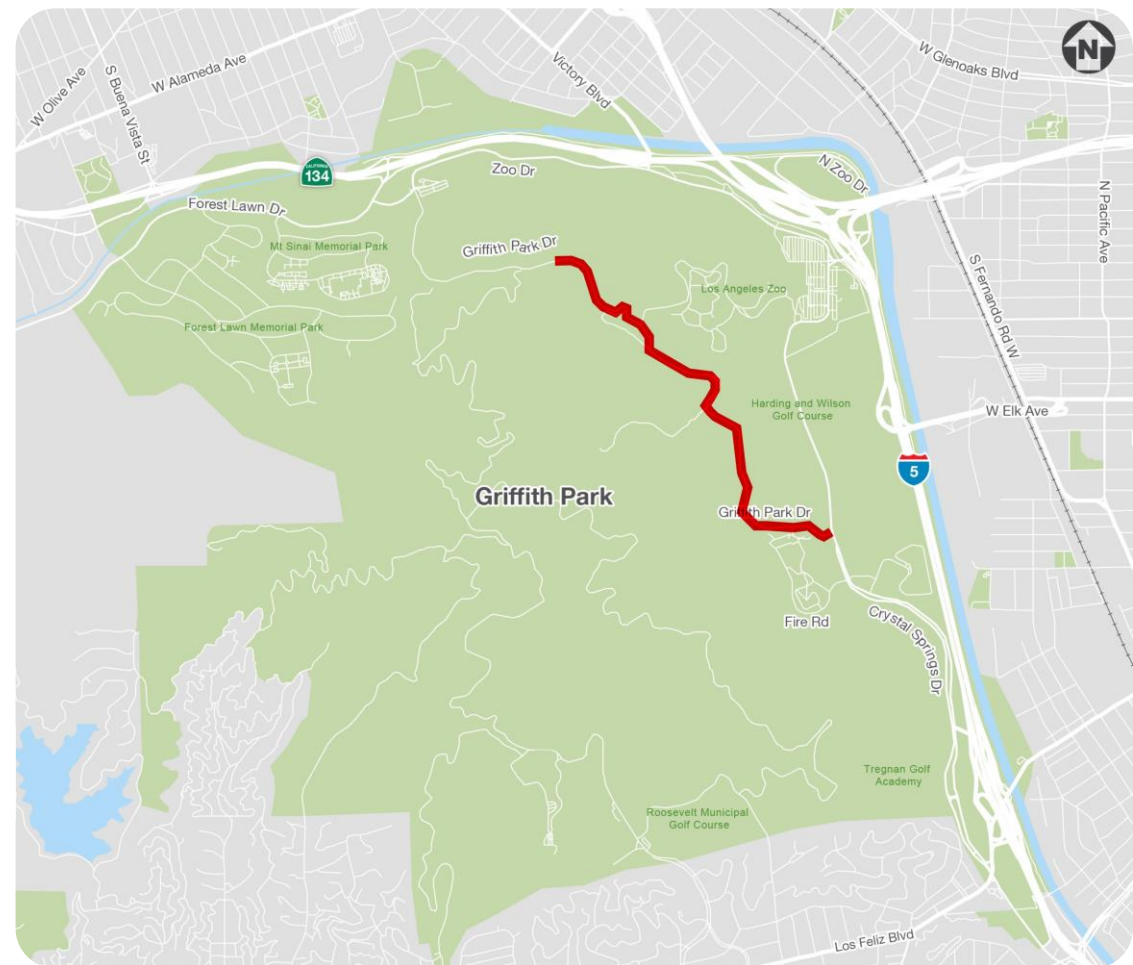 N
W Olive Ave
S Buena Vista St
W Alameda Ave
Victory Blvd
W Glenoaks Blvd
CALIFORNIA
134
Zoo Dr
N Zoo Dr
N Pacific Ave
Forest Lawn Dr
Mt Sinai Memorial Park
Griffith Park Dr
Los Angeles Zoo
S Fernando Rd W
Forest Lawn Memorial Park
Harding and Wilson
Golf Course
W Elk Ave
5
Griffith Park
Griffith Park Dr
Fire Rd
Crystal Springs Dr
Tregnan Golf
Academy
Roosevelt Municipal
Golf Course
Los Feliz Blvd